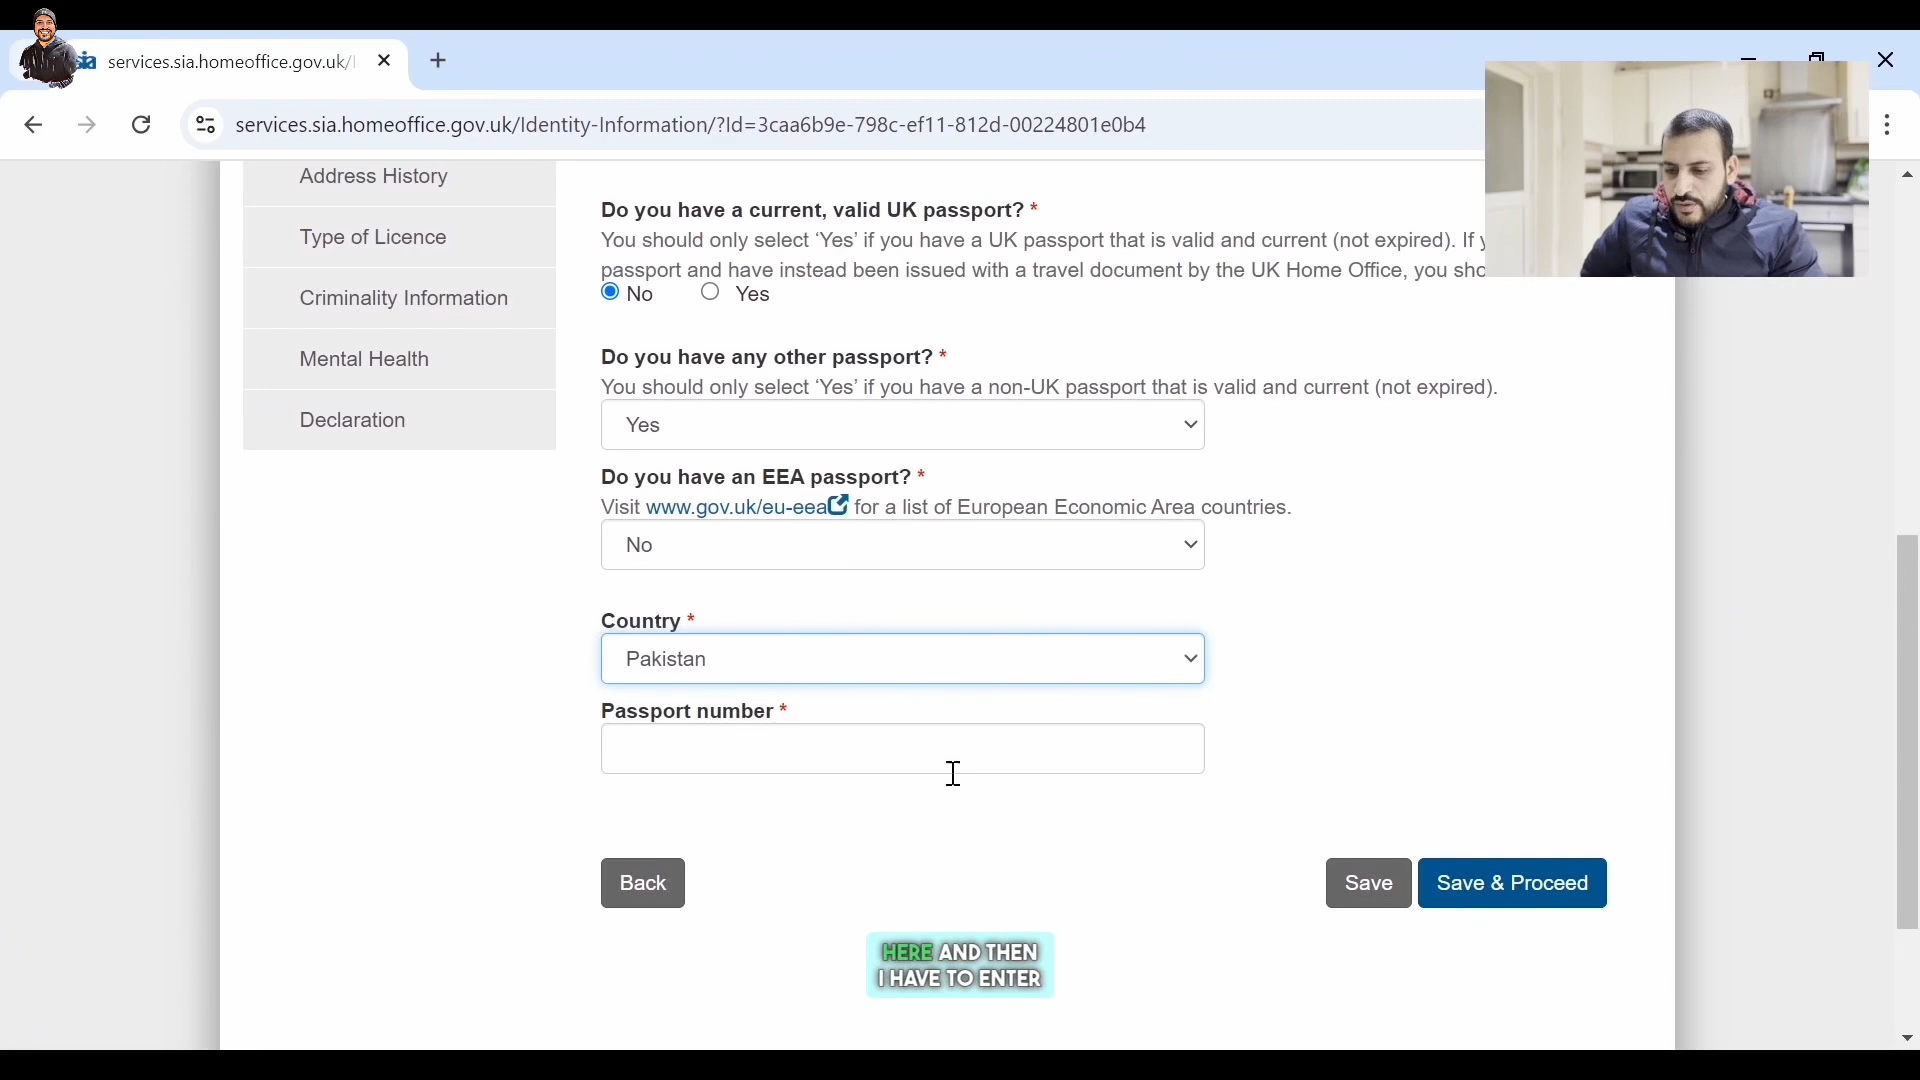 sia services.sia.homeoffice.gov.uk/
services.sia.homeoffice.gov.uk/Identity-Information/?Id=3caa6b9e-798c-ef11-812d-00224801e0b4
Address History
Type of Licence
Criminality Information
Mental Health
Declaration
Do you have a current, valid UK passport? *
You should only select ‘Yes’ if you have a UK passport that is valid and current (not expired). If
passport and have instead been issued with a travel document by the UK Home Office, you
No Yes
Do you have any other passport? *
You should only select ‘Yes’ if you have a non-UK passport that is valid and current (not expired).
Yes
Do you have an EEA passport? *
Visit www.gov.uk/eu-eea for a list of European Economic Area countries.
No
Country *
Pakistan
Passport number *
Back Save Save & Proceed
HERE AND THEN
I HAVE TO ENTER